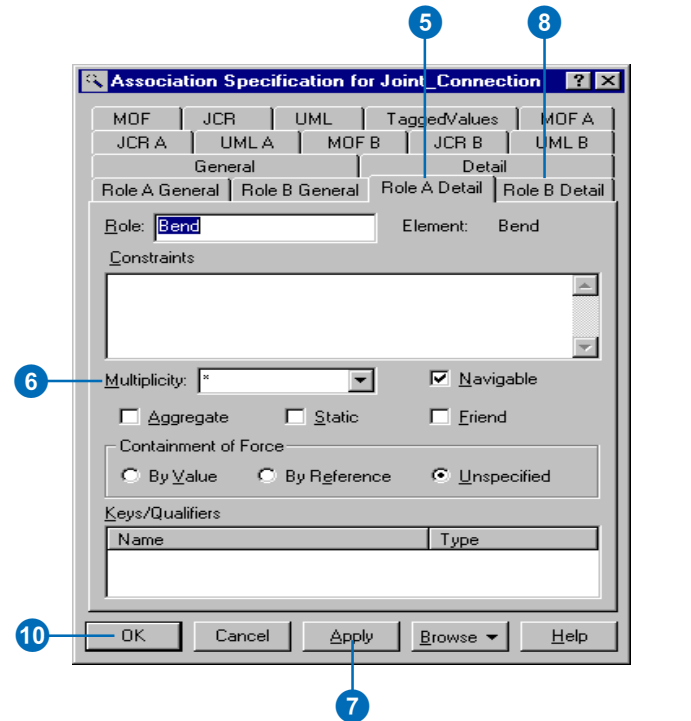 5 8
Association Specification for Joint_Connection ? X
MOF JCR UML TaggedValues MOF A
JCR A UML A MOF B JCR B UML B
General Detail
Role A General Role B General Role A Detail Role B Detail
Role: Bend Element: Bend
Constraints
6 Multiplicity: * Navigable
Aggregate Static Friend
Containment of Force
By Value By Reference Unspecified
Keys/Qualifiers
Name Type
10 OK Cancel Apply Browse Help
7